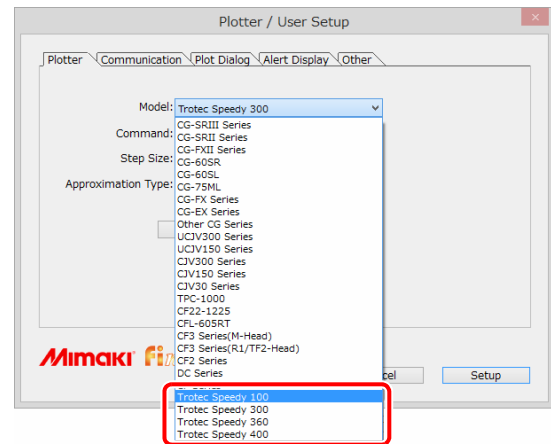 Plotter / User Setup
Plotter Communication Plot Dialog Alert Display Other
Model: Trotec Speedy 300
Command:
Step Size:
Approximation Type:
CG-SRIII Series
CG-SRII Series
CG-FXII Series
CG-60SR
CG-60SL
CG-75ML
CG-FX Series
CG-EX Series
Other CG Series
UCJV300 Series
UCJV150 Series
CJV300 Series
CJV150 Series
CJV30 Series
TPC-1000
CF22-1225
CFL-605RT
CF3 Series(M-Head)
CF3 Series(R1/TF2-Head)
CF2 Series
DC Series
Trotec Speedy 100
Trotec Speedy 300
Trotec Speedy 360
Trotec Speedy 400
Mimaki
Setup